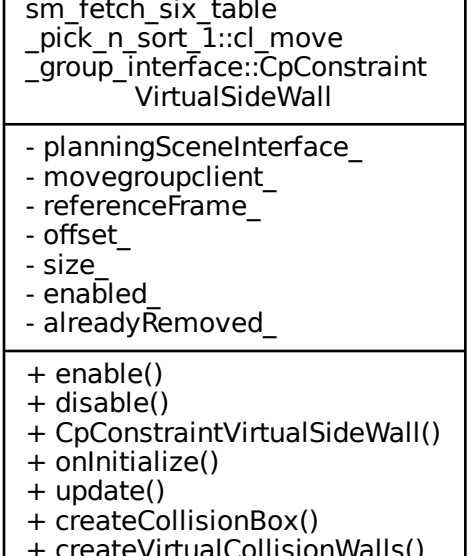 sm_fetch_six_table
_pick_n_sort_1::cl_move
_group_interface::CpConstraint
VirtualSideWall
- planningSceneInterface_
- movegroupclient_
- referenceFrame_
- offset_
- size_
- enabled_
- alreadyRemoved_
+ enable()
+ disable()
+ CpConstraintVirtualSideWall()
+ onInitialize()
+ update()
+ createCollisionBox()
+ createVirtualCollisionWalls()